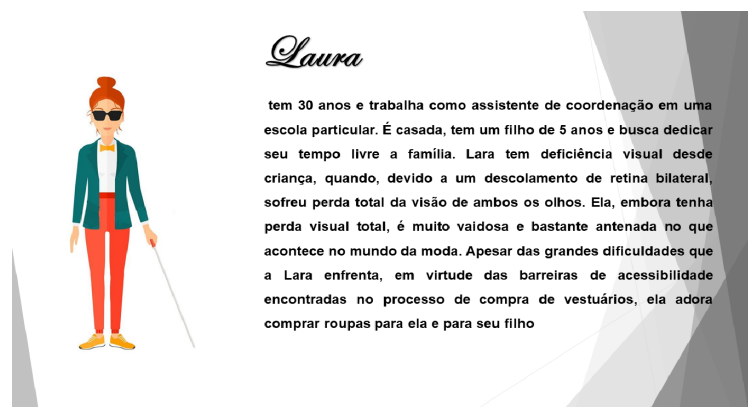 Laura
tem 30 anos e trabalha como assistente de coordenação em uma
escola particular. É casada, tem um filho de 5 anos e busca dedicar
seu tempo livre a família. Lara tem deficiência visual desde
criança, quando, devido a um descolamento de retina bilateral,
sofreu perda total da visão de ambos os olhos. Ela, embora tenha
perda visual total, é muito vaidosa e bastante antenada no que
acontece no mundo da moda. Apesar das grandes dificuldades que
a Lara enfrenta, em virtude das barreiras de acessibilidade
encontradas no processo de compra de vestuários, ela adora
comprar roupas para ela e para seu filho